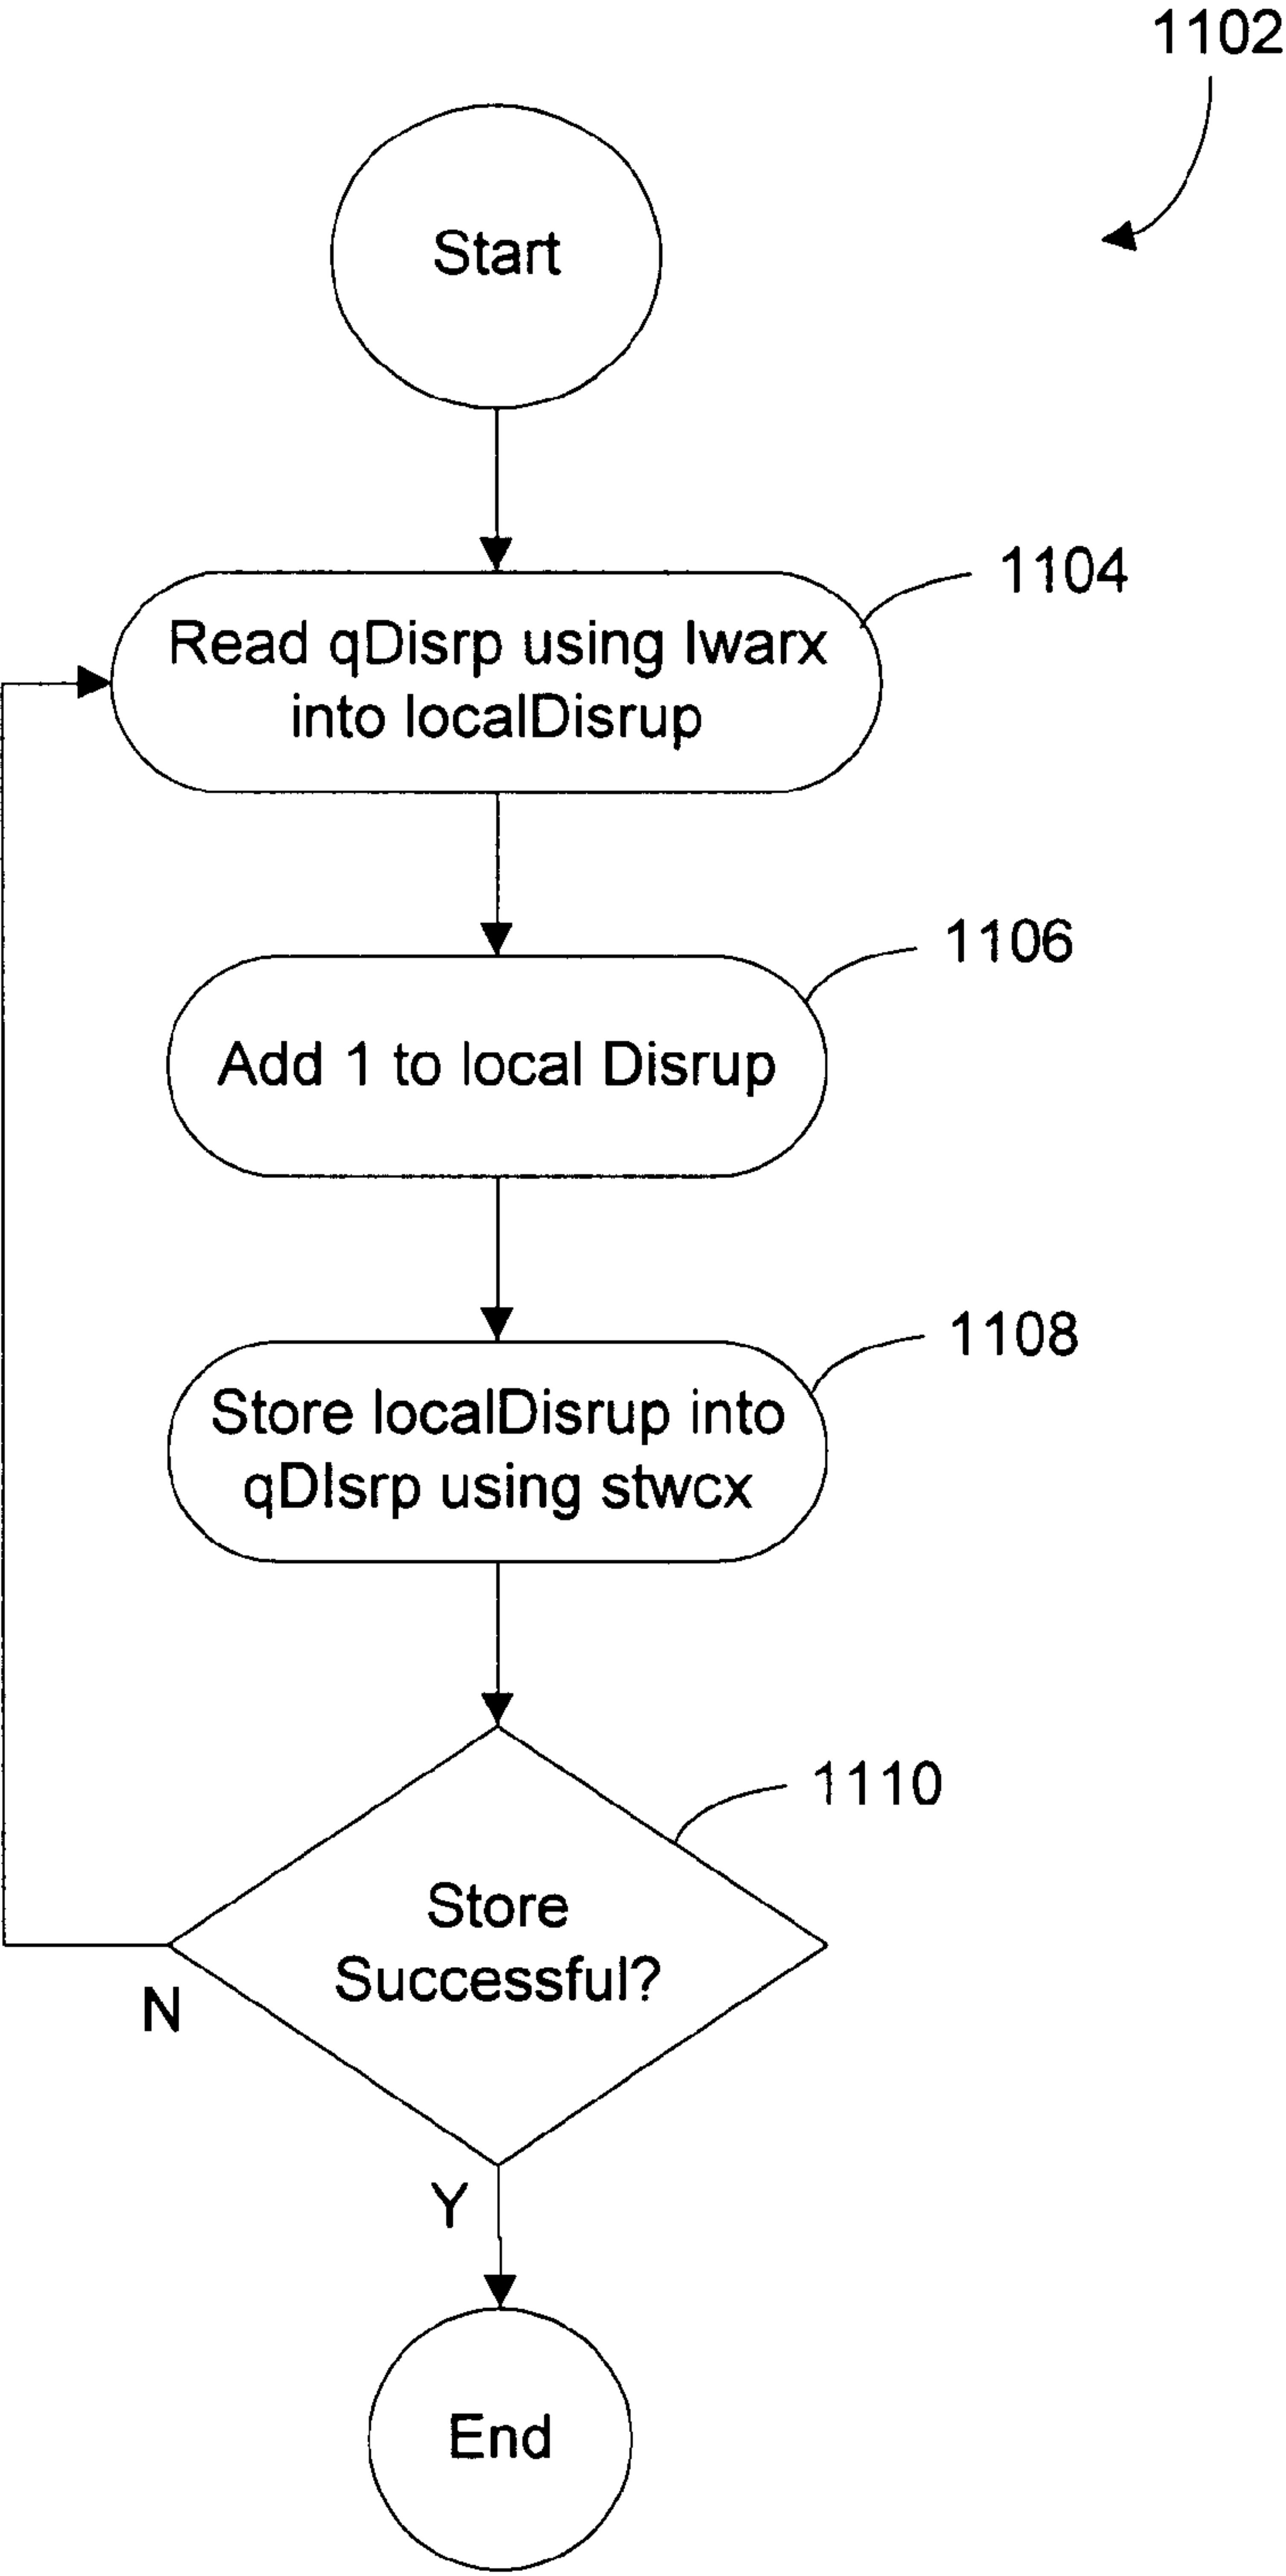 1102
Start
1104
Read qDisrp using lwarx
into localDisrup
1106
Add 1 to local Disrup
1108
Store localDisrup into
qDIsrp using stwcx
1110
Store
Successful?
N
Y
End